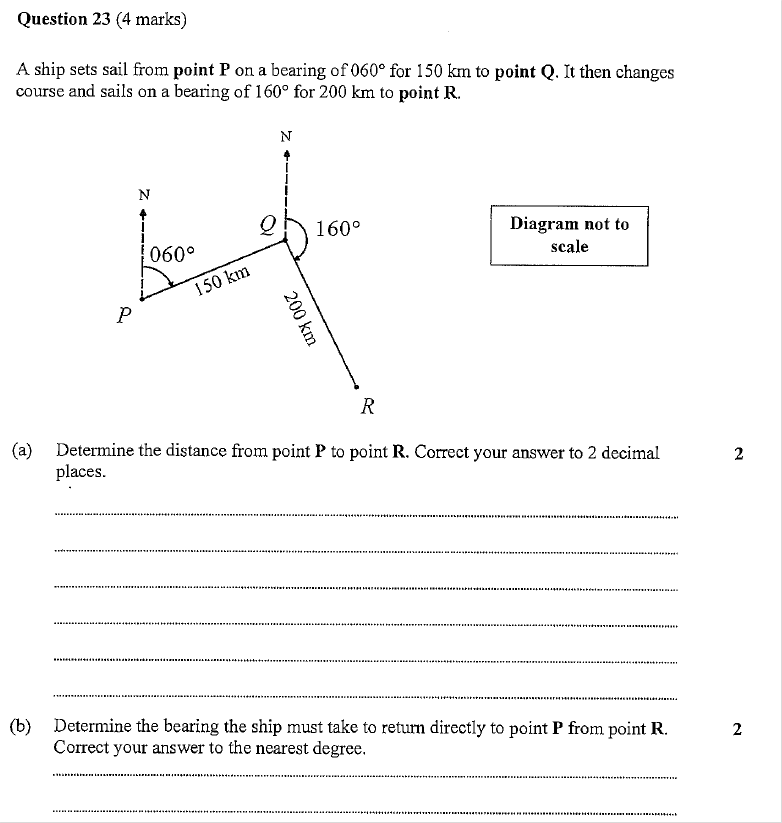 Question 23 (4 marks)
A ship sets sail from point P on a bearing of 060° for 150 km to point Q. It then changes
course and sails on a bearing of 160° for 200 km to point R.
N
N
Q
160°
060°
150 km
P
200 km
R
Diagram not to
scale
(a) Determine the distance from point P to point R. Correct your answer to 2 decimal 2
places.
(b) Determine the bearing the ship must take to return directly to point P from point R. 2
Correct your answer to the nearest degree.